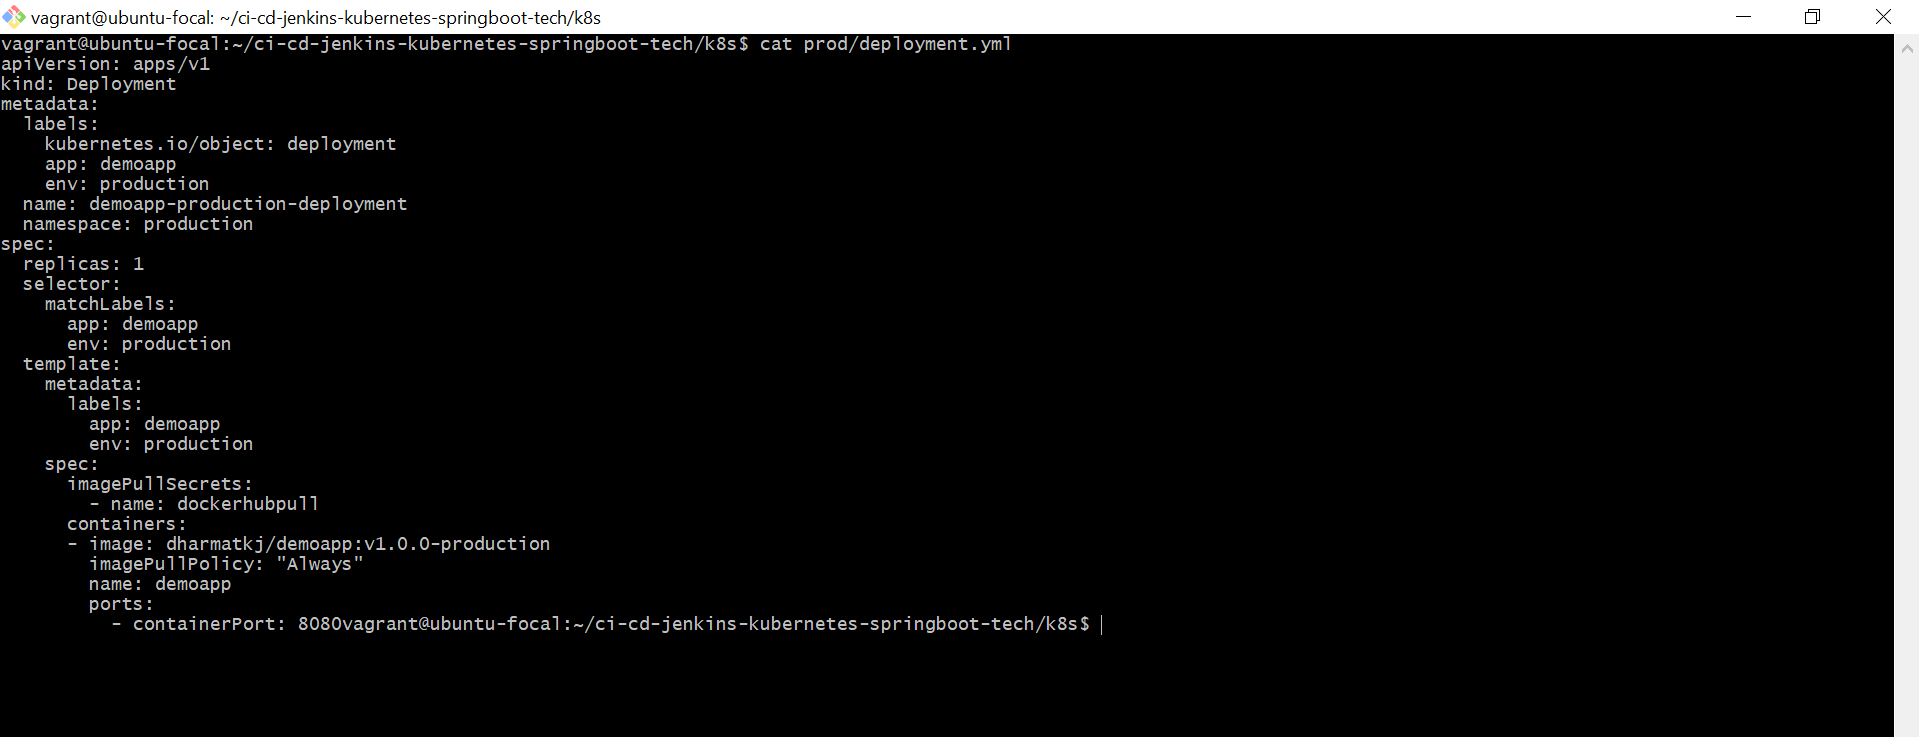 vagrant@ubuntu-focal: ~/ci-cd-jenkins-kubernetes-springboot-tech/k8s
vagrant@ubuntu-focal:~/ci-cd-jenkins-kubernetes-springboot-tech/k8s$ cat prod/deployment.yml
apiVersion: apps/v1
kind: Deployment
metadata:
  labels:
    kubernetes.io/object: deployment
    app: demoapp
    env: production
  name: demoapp-production-deployment
  namespace: production
spec:
  replicas: 1
  selector:
    matchLabels:
      app: demoapp
      env: production
  template:
    metadata:
      labels:
        app: demoapp
        env: production
    spec:
      imagePullSecrets:
        - name: dockerhubpull
      containers:
      - image: dharmatkj/demoapp:v1.0.0-production
        imagePullPolicy: "Always"
        name: demoapp
        ports:
          - containerPort: 8080vagrant@ubuntu-focal:~/ci-cd-jenkins-kubernetes-springboot-tech/k8s$